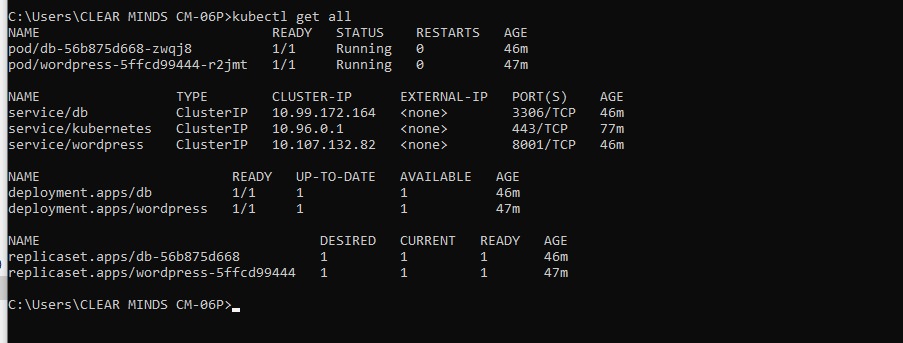 C:\Users\CLEAR MINDS CM-06P>kubectl get all
NAME                             READY   STATUS    RESTARTS   AGE
pod/db-56b875d668-zwqj8          1/1     Running   0          46m
pod/wordpress-5ffcd99444-r2jmt   1/1     Running   0          47m
NAME                 TYPE        CLUSTER-IP      EXTERNAL-IP   PORT(S)    AGE
service/db           ClusterIP   10.99.172.164   <none>        3306/TCP   46m
service/kubernetes   ClusterIP   10.96.0.1       <none>        443/TCP    77m
service/wordpress    ClusterIP   10.107.132.82   <none>        8001/TCP   46m
NAME                        READY   UP-TO-DATE   AVAILABLE   AGE
deployment.apps/db          1/1     1            1           46m
deployment.apps/wordpress   1/1     1            1           47m
NAME                                   DESIRED   CURRENT   READY   AGE
replicaset.apps/db-56b875d668          1         1         1       46m
replicaset.apps/wordpress-5ffcd99444   1         1         1       47m
C:\Users\CLEAR MINDS CM-06P>